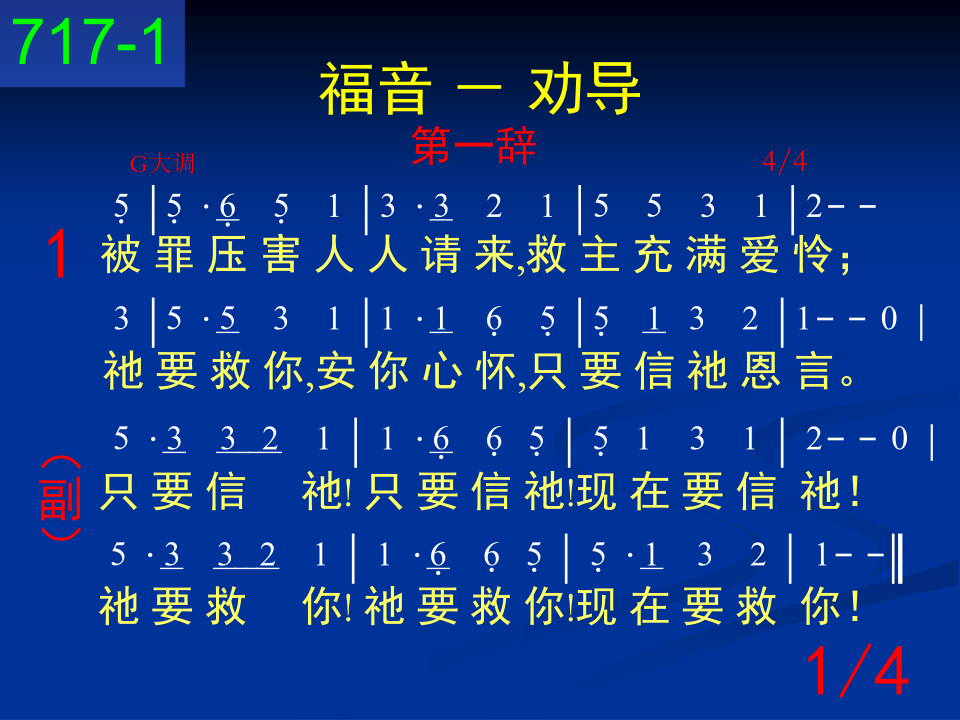 717-1
福音 － 劝导
第一辞
G大调 4/4
5 | 5 · 6 5 1 | 3 · 3 2 1 | 5 5 3 1 | 2 - -
1 被罪压害人人请来,救主充满爱怜；
3 | 5 · 5 3 1 | 1 · 1 6 5 | 5 1 3 2 | 1 - - 0 |
祂要救你,安你心怀,只要信祂恩言。
5 · 3 3 2 1 | 1 · 6 6 5 | 5 1 3 1 | 2 - - 0 |
（副） 只要信 祂! 只要信祂!现在要信 祂！
5 · 3 3 2 1 | 1 · 6 6 5 | 5 · 1 3 2 | 1 - - ‖
祂要救 你! 祂要救你!现在要救 你！
1/4